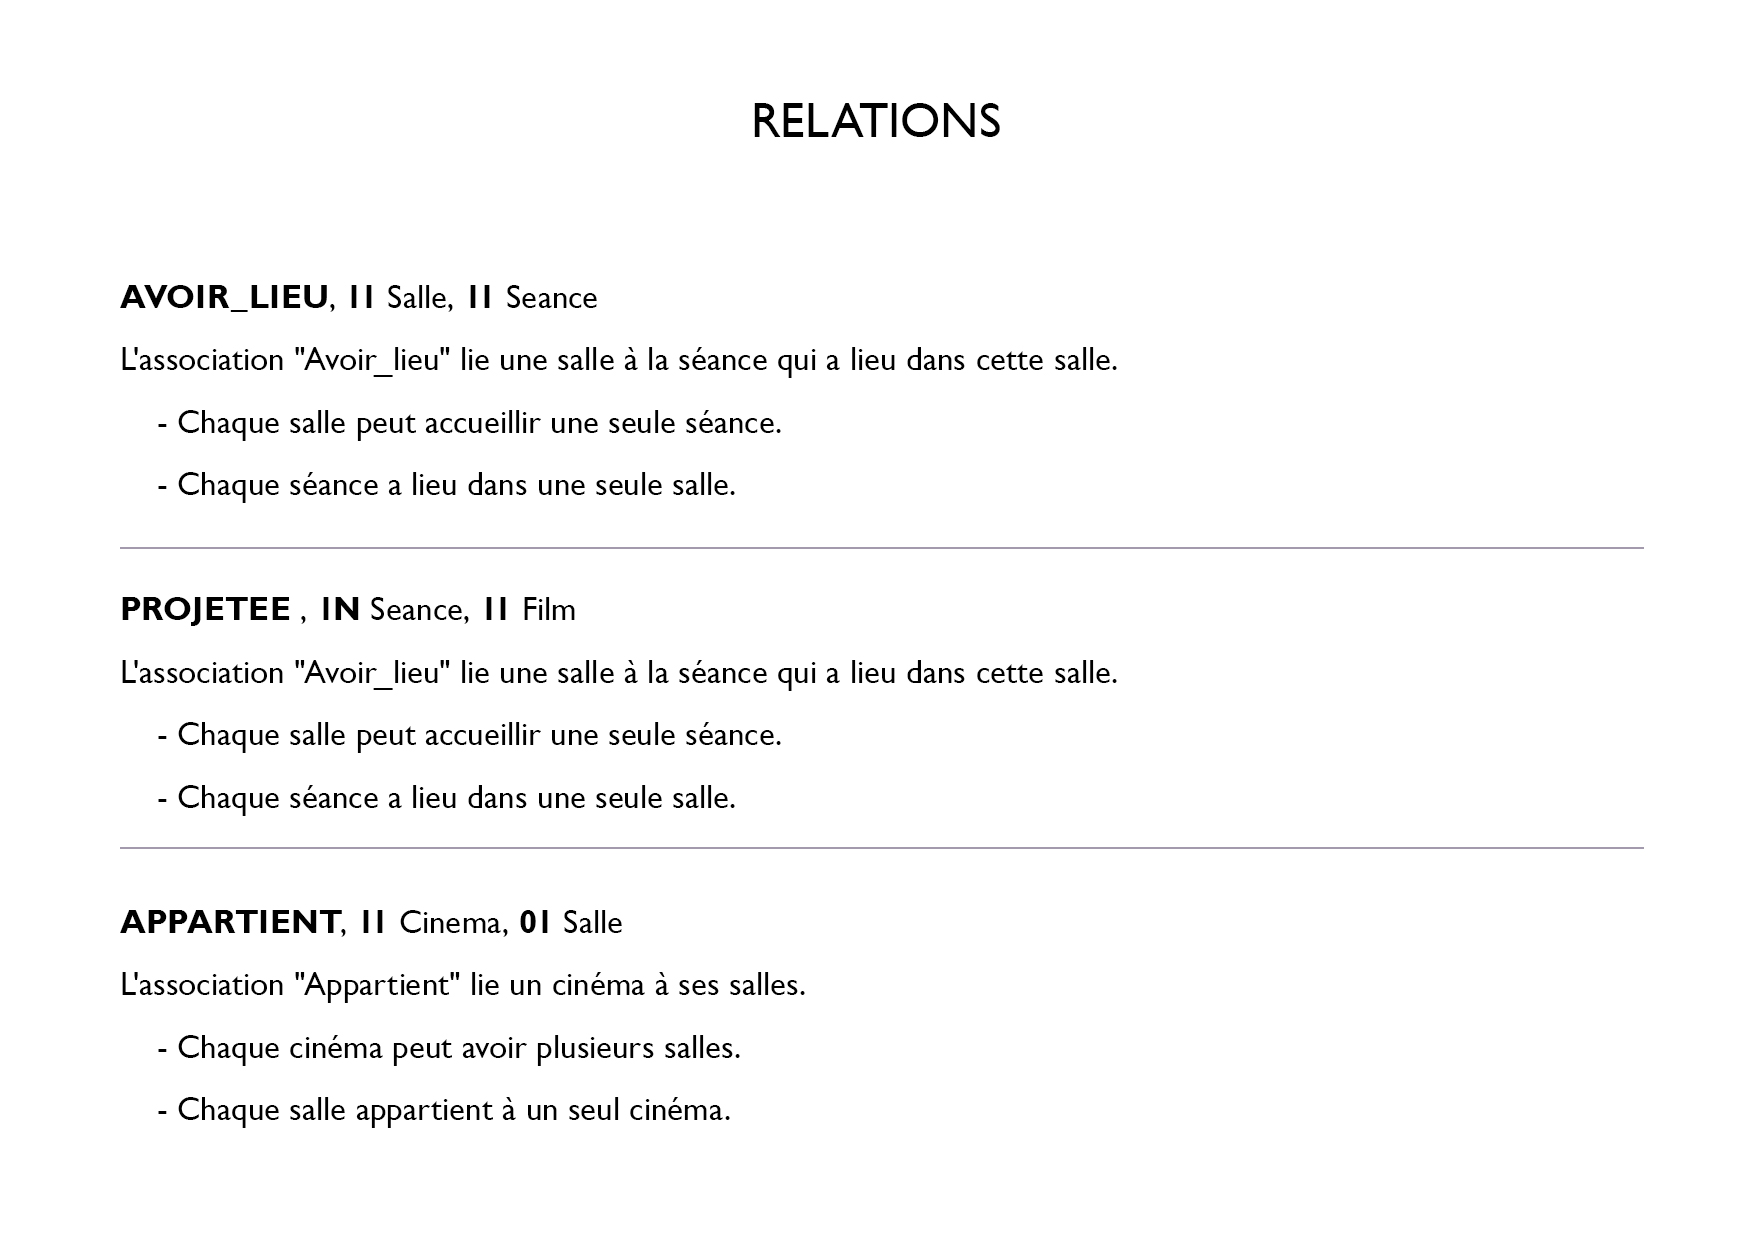 RELATIONS
AVOIR_LIEU, 11 Salle, 11 Seance
L'association "Avoir_lieu" lie une salle à la séance qui a lieu dans cette salle.
- Chaque salle peut accueillir une seule séance.
- Chaque séance a lieu dans une seule salle.
PROJETEE , 1N Seance, 11 Film
L'association "Avoir_lieu" lie une salle à la séance qui a lieu dans cette salle.
- Chaque salle peut accueillir une seule séance.
- Chaque séance a lieu dans une seule salle.
APPARTIENT, 11 Cinema, 01 Salle
L'association "Appartient" lie un cinéma à ses salles.
- Chaque cinéma peut avoir plusieurs salles.
- Chaque salle appartient à un seul cinéma.